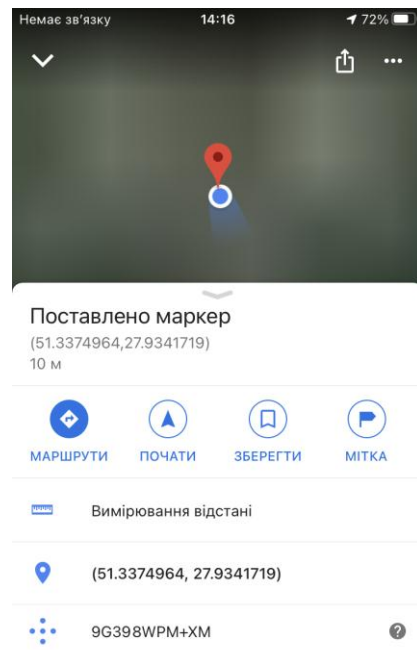 Немає зв'язку 14:16 72%
Поставлено маркер
(51.3374964,27.9341719)
10 м
МАРШРУТИ ПОЧАТИ ЗБЕРЕГТИ МІТКА
Вимірювання відстані
(51.3374964, 27.9341719)
9G398WPM+XM ?